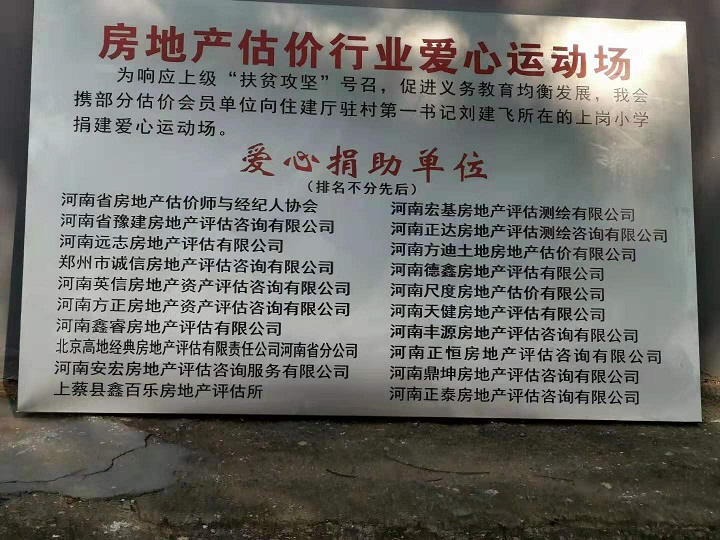 房地产估价行业爱心运动场
为响应上级“扶贫攻坚”号召，促进义务教育均衡发展，我会
携部分估价会员单位向住建厅驻村第一书记刘建飞所在的上岗小学
捐建爱心运动场。
爱心捐助单位
（排名不分先后）
河南省房地产估价师与经纪人协会
河南省豫建房地产评估咨询有限公司
河南远志房地产评估有限公司
郑州市诚信房地产评估咨询有限公司
河南英信房地产资产评估咨询有限公司
河南方正房地产资产评估咨询有限公司
河南鑫睿房地产评估有限公司
北京高地经典房地产评估有限责任公司河南省分公司
河南安宏房地产评估咨询服务有限公司
上蔡县鑫百乐房地产评估所
河南宏基房地产评估测绘有限公司
河南正达房地产评估测绘咨询有限公司
河南方迪土地房地产估价有限公司
河南德鑫房地产评估有限公司
河南尺度房地产估价有限公司
河南天健房地产评估有限公司
河南丰源房地产评估咨询有限公司
河南正恒房地产评估咨询有限公司
河南鼎坤房地产评估咨询有限公司
河南正泰房地产评估咨询有限公司